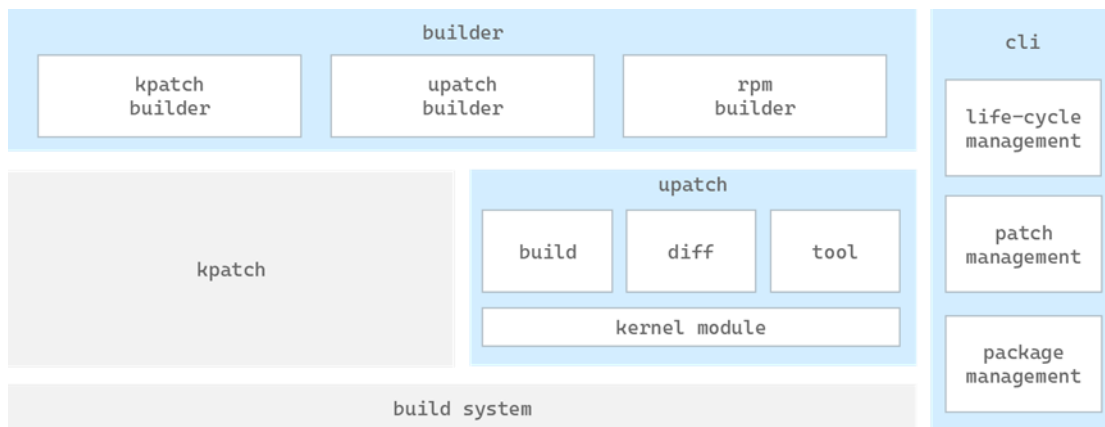 builder
kpatch
builder
upatch
builder
rpm
builder
kpatch
upatch
build
diff
tool
kernel module
build system
cli
life-cycle
management
patch
management
package
management